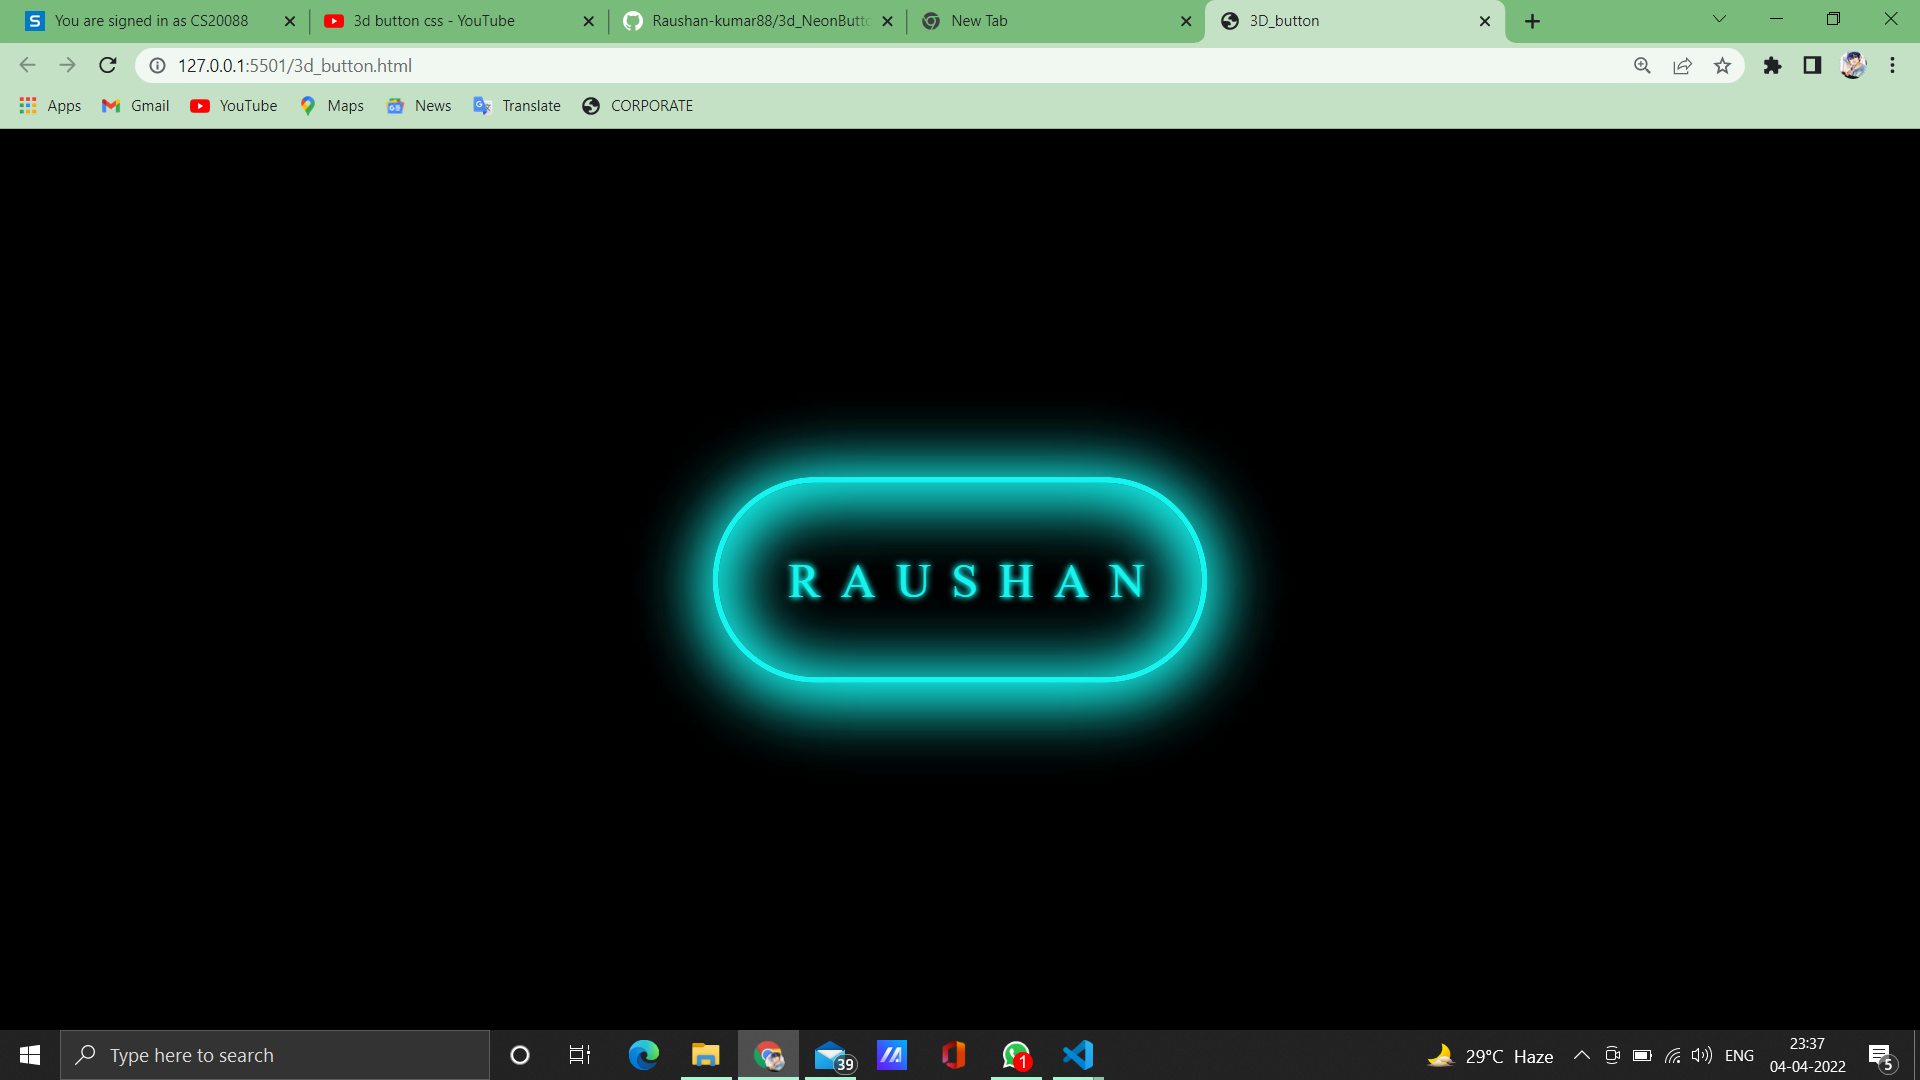 You are signed in as CS20088
3d button css - YouTube
Raushan-kumar88/3d_NeonButto
New Tab
3D_button
127.0.0.1:5501/3d_button.html
Apps
Gmail
YouTube
Maps
News
Translate
CORPORATE
RAUSHAN
Type here to search
39
1
29°C Haze
ENG
23:37
04-04-2022
5